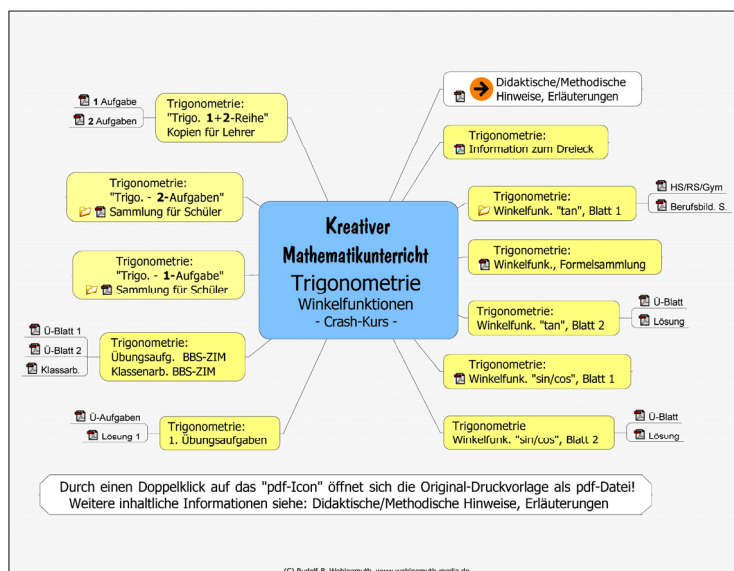 Kreativer
Mathematikunterricht
Trigonometrie
Winkelfunktionen
- Crash-Kurs -
Didaktische/Methodische
Hinweise, Erläuterungen
Trigonometrie:
Information zum Dreieck
Trigonometrie:
Winkelfunk. "tan", Blatt 1
HS/RS/Gym
Berufsbild. S.
Trigonometrie:
Winkelfunk., Formelsammlung
Trigonometrie:
Winkelfunk. "tan", Blatt 2
Ü-Blatt
Lösung
Trigonometrie:
Winkelfunk. "sin/cos", Blatt 1
Trigonometrie
Winkelfunk. "sin/cos", Blatt 2
Ü-Blatt
Lösung
Trigonometrie:
"Trigo. 1+2-Reihe"
Kopien für Lehrer
1 Aufgabe
2 Aufgaben
Trigonometrie:
"Trigo. - 2-Aufgaben"
Sammlung für Schüler
Trigonometrie:
"Trigo. - 1-Aufgabe"
Sammlung für Schüler
Trigonometrie:
Übungsaufg. BBS-ZIM
Klassenarb. BBS-ZIM
Ü-Blatt 1
Ü-Blatt 2
Klassarb.
Trigonometrie:
1. Übungsaufgaben
Ü-Aufgaben
Lösung 1
Durch einen Doppelklick auf das "pdf-Icon" öffnet sich die Original-Druckvorlage als pdf-Datei!
Weitere inhaltliche Informationen siehe: Didaktische/Methodische Hinweise, Erläuterungen